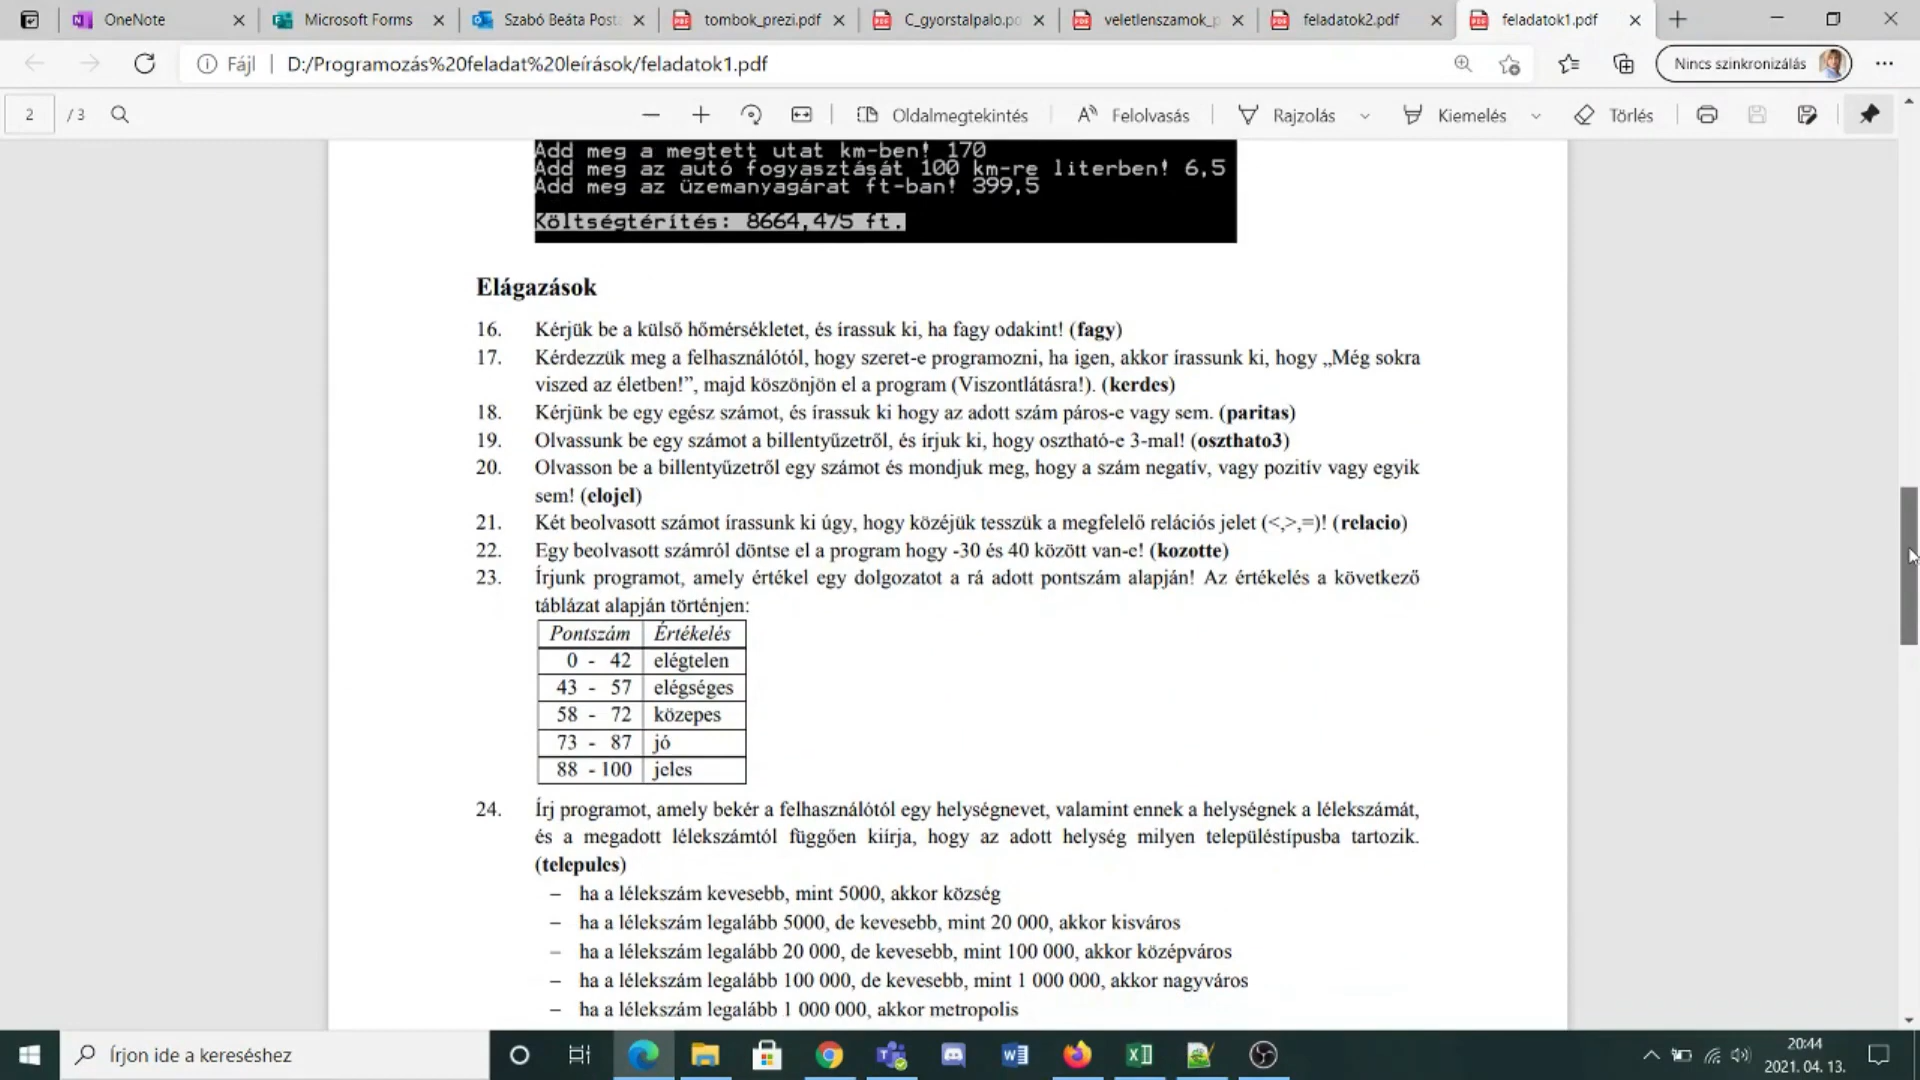 OneNote
Microsoft Forms
Szabó Beáta Post
tombok_prezi.pdf
C_gyorstalpalo.po
veletlenszamok_p
feladatok2.pdf
feladatok1.pdf
Fájl
D:/Programozás%20feladat%20leírások/feladatok1.pdf
Nincs szinkronizálás
2 / 3
Oldalmegtekintés
Felolvasás
Rajzolás
Kiemelés
Törlés
Add meg a megtett utat km-ben! 170
Add meg az autó fogyasztását 100 km-re literben! 6,5
Add meg az üzemanyagárat ft-ban! 399,5
Költségtérítés: 8664,475 ft.
Elágazások
16. Kérjük be a külső hőmérsékletet, és írassuk ki, ha fagy odakint! (fagy)
17. Kérdezzük meg a felhasználótól, hogy szeret-e programozni, ha igen, akkor írassunk ki, hogy „Még sokra
viszed az életben!”, majd köszönjön el a program (Viszontlátásra!). (kerdes)
18. Kérjünk be egy egész számot, és írassuk ki hogy az adott szám páros-e vagy sem. (paritas)
19. Olvassunk be egy számot a billentyűzetről, és írjuk ki, hogy osztható-e 3-mal! (oszthato3)
20. Olvasson be a billentyűzetről egy számot és mondjuk meg, hogy a szám negatív, vagy pozitív vagy egyik
sem! (elojel)
21. Két beolvasott számot írassunk ki úgy, hogy közéjük tesszük a megfelelő relációs jelet (<,>,=)! (relacio)
22. Egy beolvasott számról döntse el a program hogy -30 és 40 között van-e! (kozotte)
23. Írjunk programot, amely értékel egy dolgozatot a rá adott pontszám alapján! Az értékelés a következő
táblázat alapján történjen:
Pontszám Értékelés
0 - 42 elégtelen
43 - 57 elégséges
58 - 72 közepes
73 - 87 jó
88 - 100 jeles
24. Írj programot, amely bekér a felhasználótól egy helységnevet, valamint ennek a helységnek a lélekszámát,
és a megadott lélekszámtól függően kiírja, hogy az adott helység milyen településtípusba tartozik.
(telepules)
– ha a lélekszám kevesebb, mint 5000, akkor község
– ha a lélekszám legalább 5000, de kevesebb, mint 20 000, akkor kisváros
– ha a lélekszám legalább 20 000, de kevesebb, mint 100 000, akkor középváros
– ha a lélekszám legalább 100 000, de kevesebb, mint 1 000 000, akkor nagyváros
– ha a lélekszám legalább 1 000 000, akkor metropolis
Írjon ide a kereséshez
20:44
2021. 04. 13.